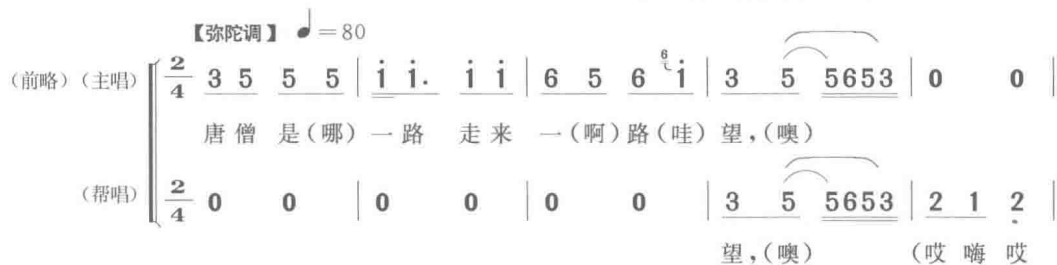 【弥陀调】 ♩=80
(前略)(主唱) 2/4 3 5 5 5 | i̇ i̇. i̇ i̇ | 6 5 6 6 i̇ | 3 5 5653 | 0 0 |
唐僧 是(哪) 一路 走来 一(啊)路(哇) 望,(噢)
(帮唱) 2/4 0 0 | 0 0 | 0 0 | 3 5 5653 | 2 1 2̣ |
望,(噢) (哎 嗨 哎